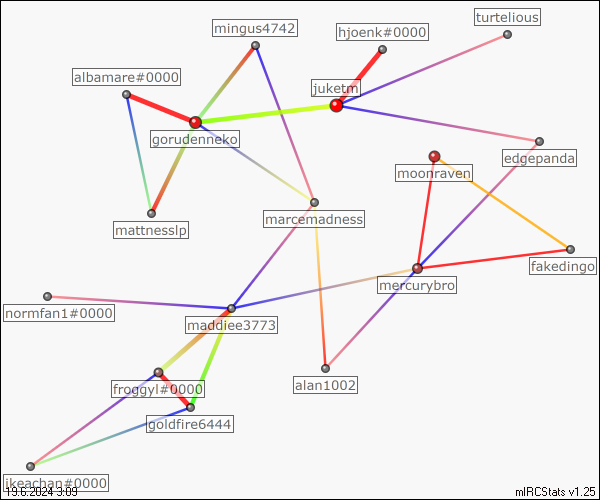 mingus4742
hjoenk#0000
turtelious
albamare#0000
juketm
gorudenneko
edgepanda
moonraven
marcemadness
mattnesslp
fakedingo
mercurybro
normfan1#0000
maddiee3773
froggyl#0000
alan1002
goldfire6444
ikeachan#0000
19.6.2024 3:09
mIRCStats v1.25